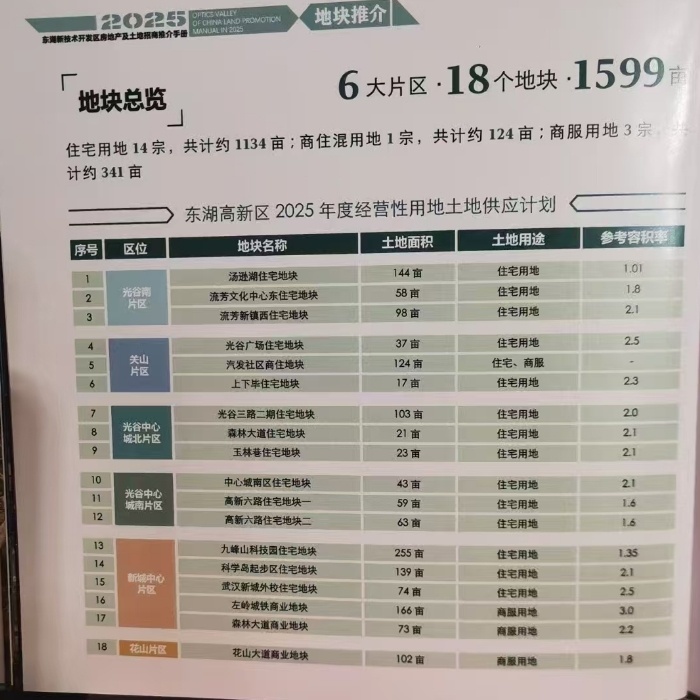 2025
OPTICS VALLEY
OF CHINA LAND PROMOTION
MANUAL IN 2025
地块推介
东湖新技术开发区房地产及土地招商推介手册
地块总览
6大片区·18个地块·1599亩
住宅用地 14 宗，共计约 1134 亩；商住混用地 1 宗，共计约 124 亩；商服用地 3 宗，共
计约 341 亩
东湖高新区 2025 年度经营性用地土地供应计划
序号 区位 地块名称 土地面积 土地用途 参考容积率
光谷南片区
1 汤逊湖住宅地块 144 亩 住宅用地 1.01
2 流芳文化中心东住宅地块 58 亩 住宅用地 1.8
3 流芳新镇西住宅地块 98 亩 住宅用地 2.1
关山片区
4 光谷广场住宅地块 37 亩 住宅用地 2.5
5 汽发社区商住地块 124 亩 住宅、商服 -
6 上下毕住宅地块 17 亩 住宅用地 2.3
光谷中心城北片区
7 光谷三路二期住宅地块 103 亩 住宅用地 2.0
8 森林大道住宅地块 21 亩 住宅用地 2.1
9 玉林巷住宅地块 23 亩 住宅用地 2.1
光谷中心城南片区
10 中心城南区住宅地块 43 亩 住宅用地 2.1
11 高新六路住宅地块一 59 亩 住宅用地 1.6
12 高新六路住宅地块二 63 亩 住宅用地 1.6
新城中心片区
13 九峰山科技园住宅地块 255 亩 住宅用地 1.35
14 科学岛起步区住宅地块 139 亩 住宅用地 2.1
15 武汉新城外校住宅地块 74 亩 住宅用地 2.5
16 左岭城铁商业地块 166 亩 商服用地 3.0
17 森林大道商业地块 73 亩 商服用地 2.2
花山片区
18 花山大道商业地块 102 亩 商服用地 1.8